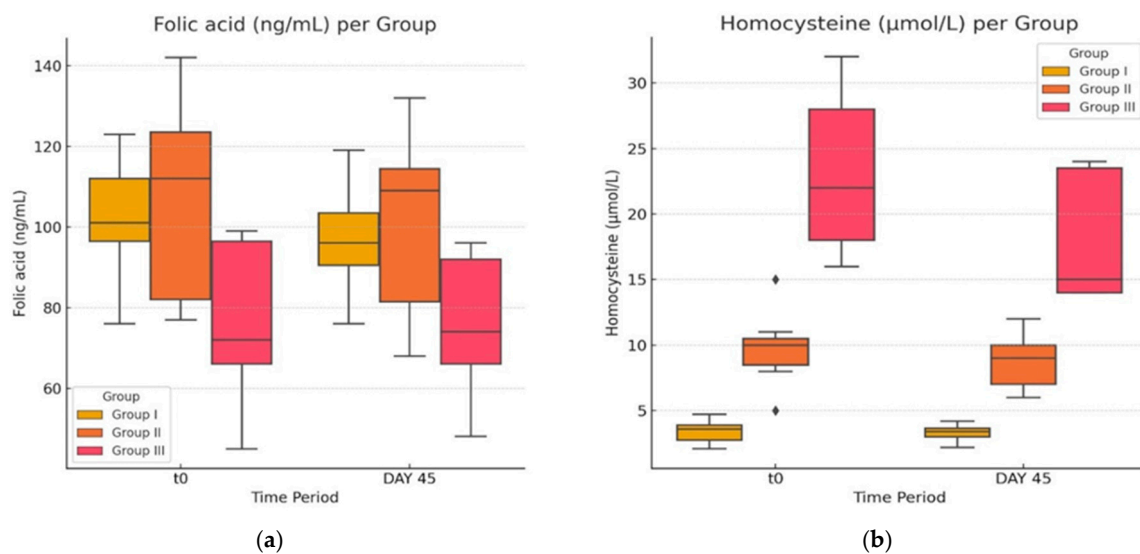 Folic acid (ng/mL) per Group
Folic acid (ng/mL)
140
120
100
80
60
Group
Group I
Group II
Group III
t0
DAY 45
Time Period
(a)
Homocysteine (μmol/L) per Group
Homocysteine (μmol/L)
30
25
20
15
10
5
Group
Group I
Group II
Group III
t0
DAY 45
Time Period
(b)